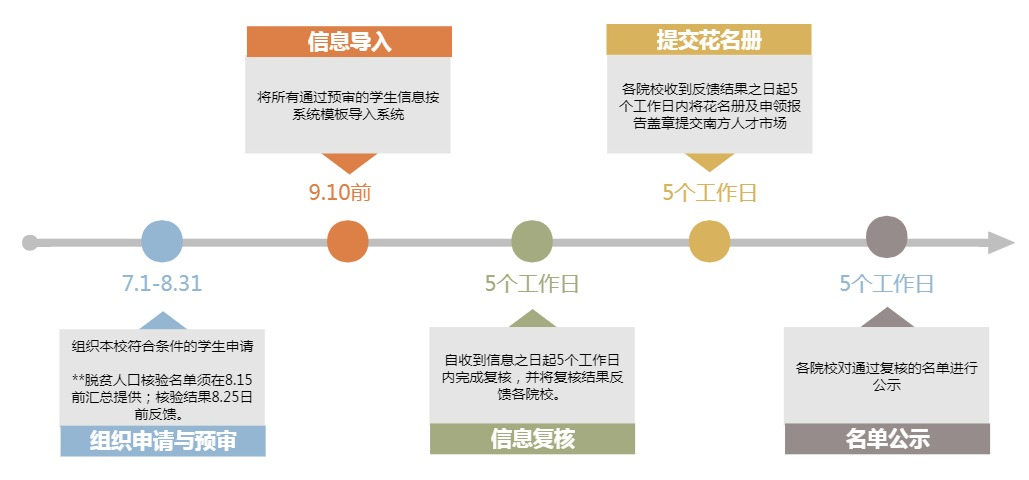 信息导入
将所有通过预审的学生信息按
系统模板导入系统
9.10前
提交花名册
各院校收到反馈结果之日起5
个工作日内将花名册及申领报
告盖章提交南方人才市场
5个工作日
7.1-8.31
组织本校符合条件的学生申请
**脱贫人口核验名单须在8.15
前汇总提供；核验结果8.25日
前反馈。
组织申请与预审
5个工作日
自收到信息之日起5个工作日
内完成复核，并将复核结果反
馈各院校。
信息复核
5个工作日
各院校对通过复核的名单进行
公示
名单公示